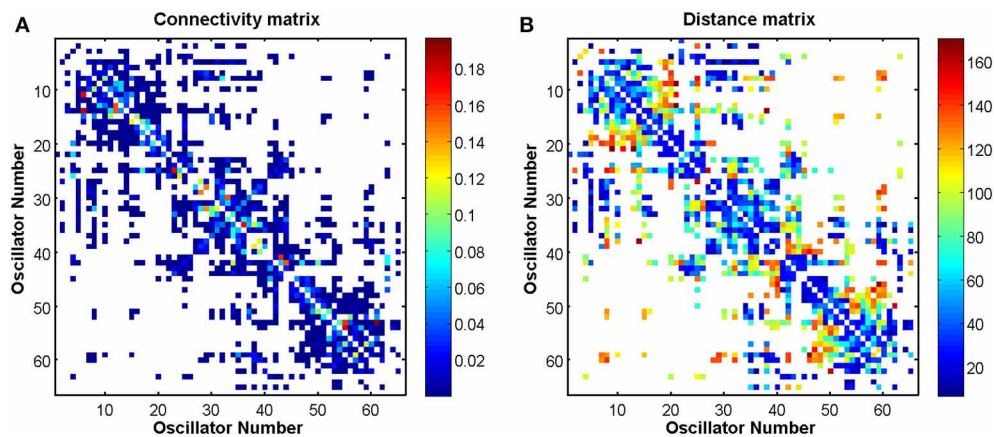 A
Connectivity matrix
10
20
30
40
50
60
10 20 30 40 50 60
Oscillator Number
Oscillator Number
0.18
0.16
0.14
0.12
0.1
0.08
0.06
0.04
0.02
B
Distance matrix
10
20
30
40
50
60
10 20 30 40 50 60
Oscillator Number
Oscillator Number
160
140
120
100
80
60
40
20